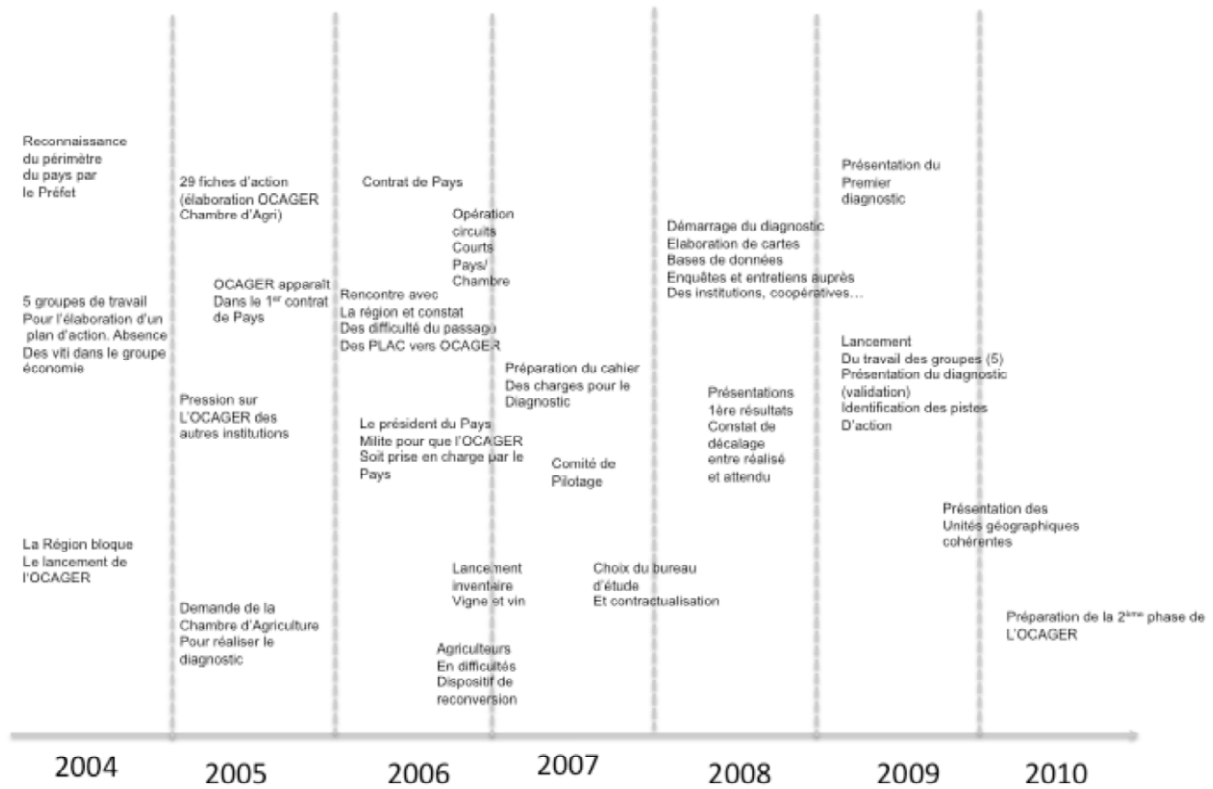 Reconnaissance
du périmètre
du pays par
le Préfet
5 groupes de travail
Pour l'élaboration d'un
plan d'action. Absence
Des viti dans le groupe
économie
La Région bloque
Le lancement de
l'OCAGER
29 fiches d'action
(élaboration OCAGER
Chambre d'Agri)
OCAGER apparaît
Dans le 1er contrat
de Pays
Pression sur
L'OCAGER des
autres institutions
Demande de la
Chambre d'Agriculture
Pour réaliser le
diagnostic
Contrat de Pays
Opération
circuits
Courts
Pays/
Chambre
Rencontre avec
La région et constat
Des difficulté du passage
Des PLAC vers OCAGER
Le président du Pays
Milite pour que l'OCAGER
Soit prise en charge par le
Pays
Lancement
inventaire
Vigne et vin
Agriculteurs
En difficultés
Dispositif de
reconversion
Préparation du cahier
Des charges pour le
Diagnostic
Comité de
Pilotage
Choix du bureau
d'étude
Et contractualisation
Démarrage du diagnostic
Elaboration de cartes
Bases de données
Enquêtes et entretiens auprès
Des institutions, coopératives…
Présentations
1ère résultats
Constat de
décalage
entre réalisé
et attendu
Présentation du
Premier
diagnostic
Lancement
Du travail des groupes (5)
Présentation du diagnostic
(validation)
Identification des pistes
D'action
Présentation des
Unités géographiques
cohérentes
Préparation de la 2ème phase de
L'OCAGER
2004
2005
2006
2007
2008
2009
2010